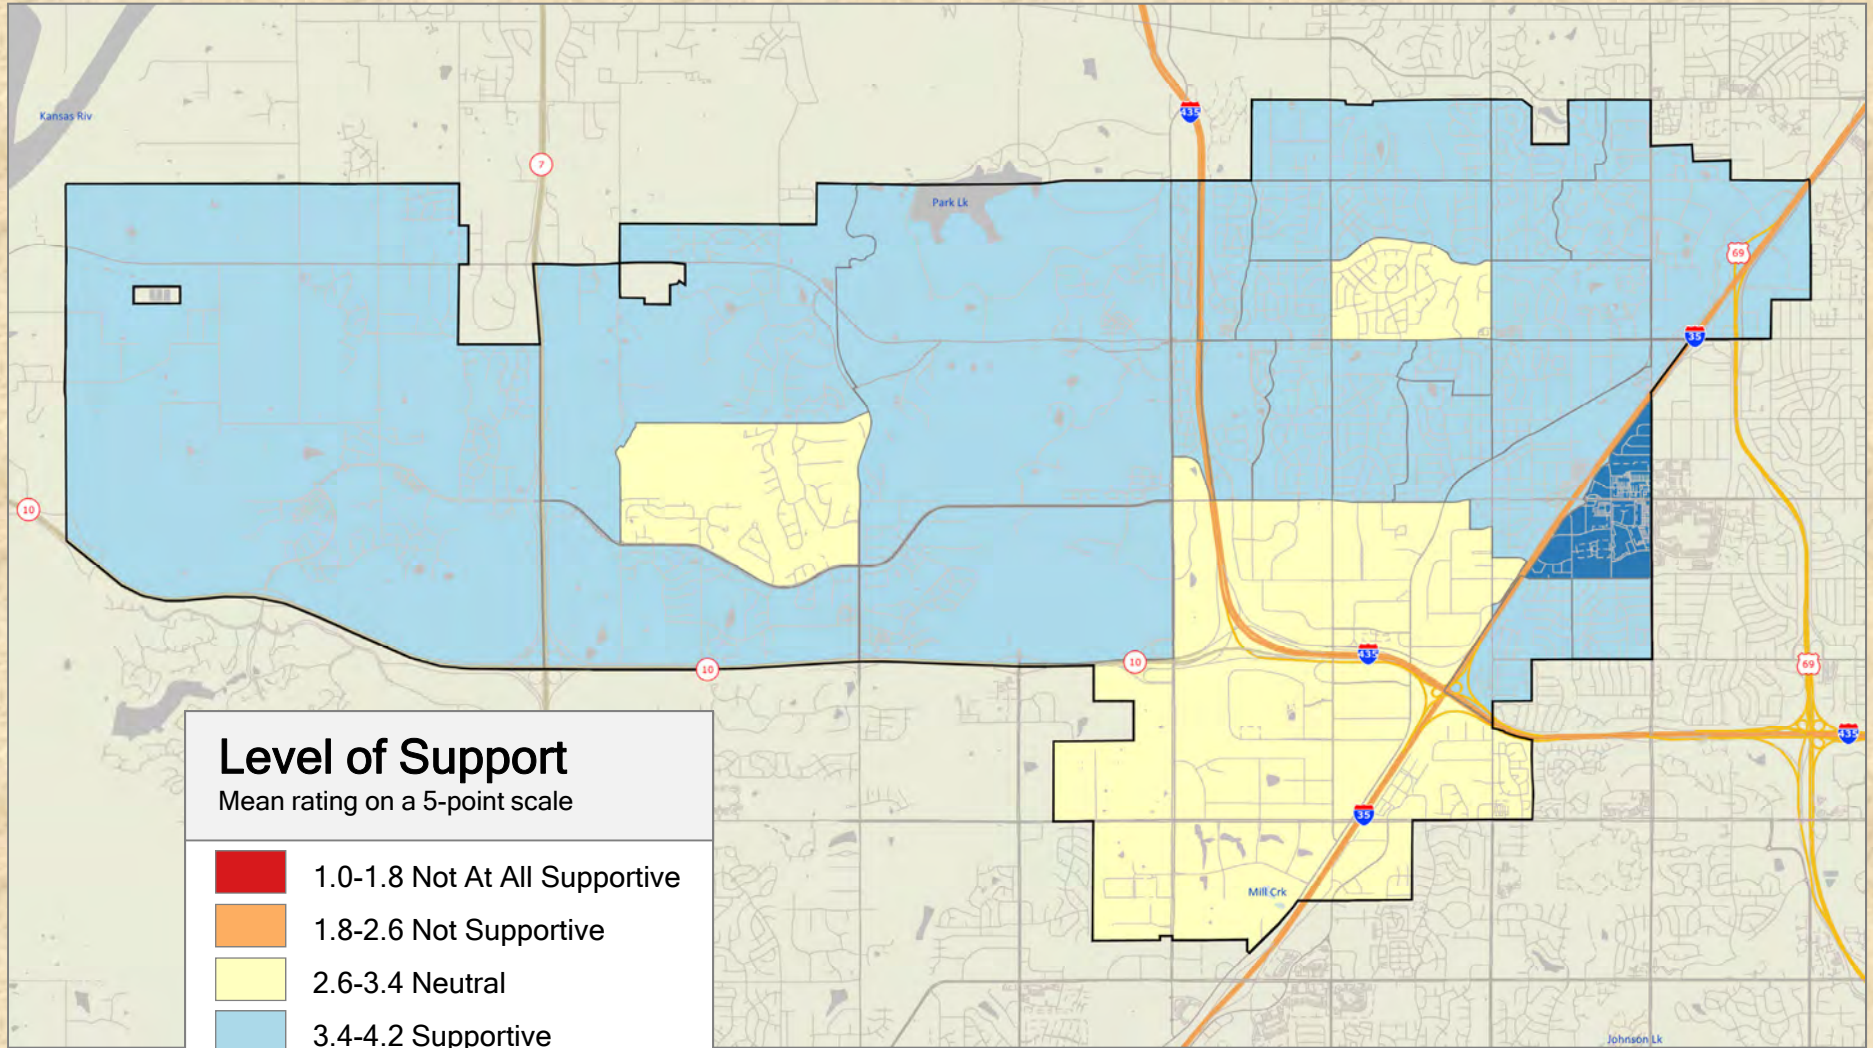 Kansas Riv
7
435
Park Lk
69
35
10
10
10
435
69
435
35
Mill Crk
Johnson Lk
Level of Support
Mean rating on a 5-point scale
1.0-1.8 Not At All Supportive
1.8-2.6 Not Supportive
2.6-3.4 Neutral
3.4-4.2 Supportive